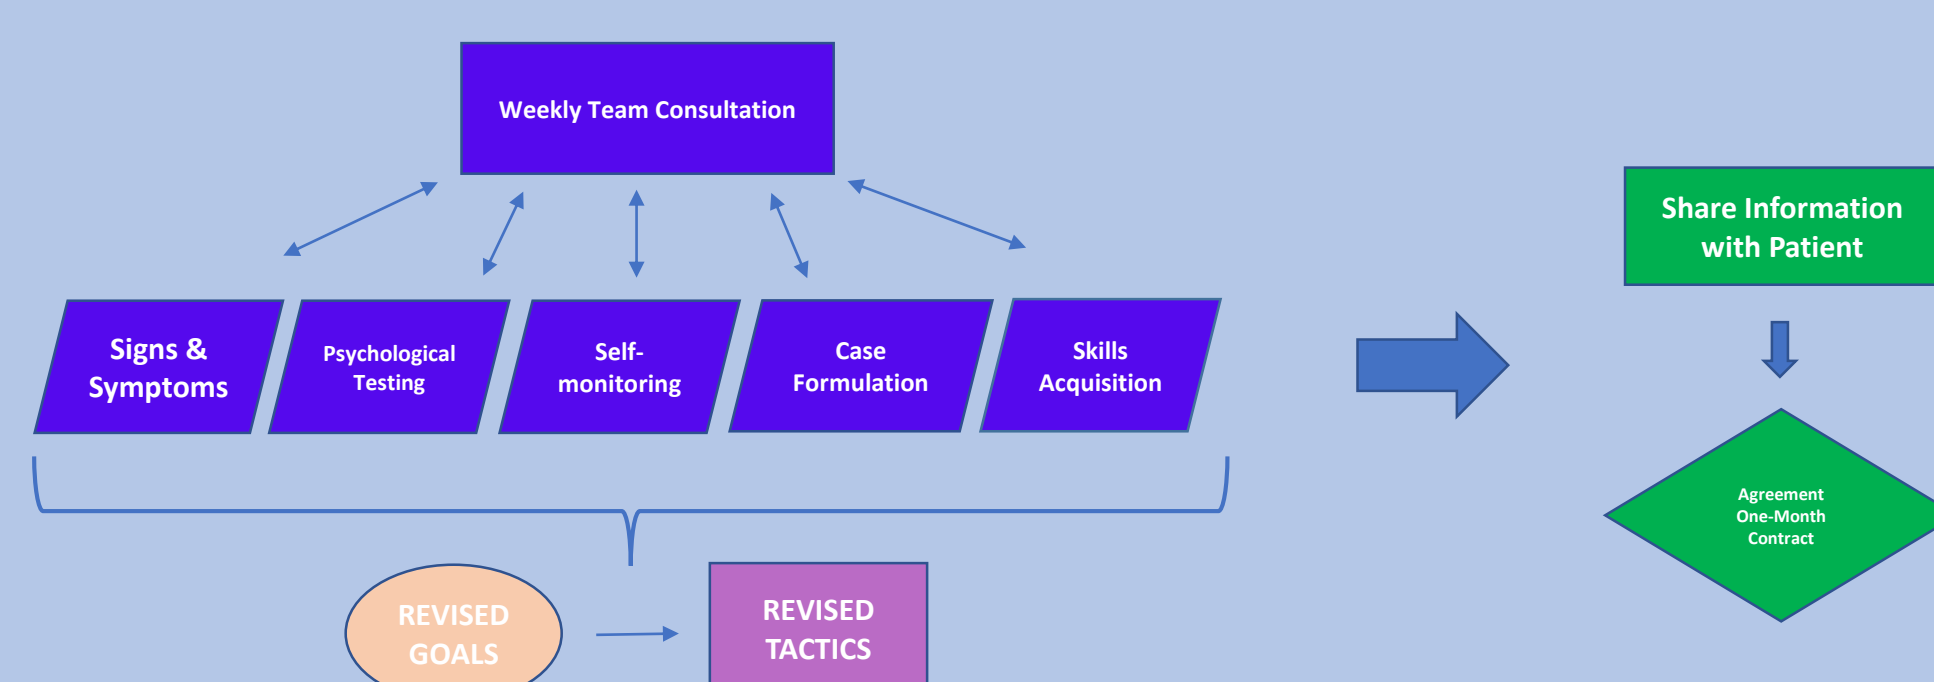 Weekly Team Consultation
Share Information
with Patient
Signs &
Symptoms
Psychological
Testing
Self-
monitoring
Case
Formulation
Skills
Acquisition
Agreement
One-Month
Contract
REVISED
GOALS
REVISED
TACTICS